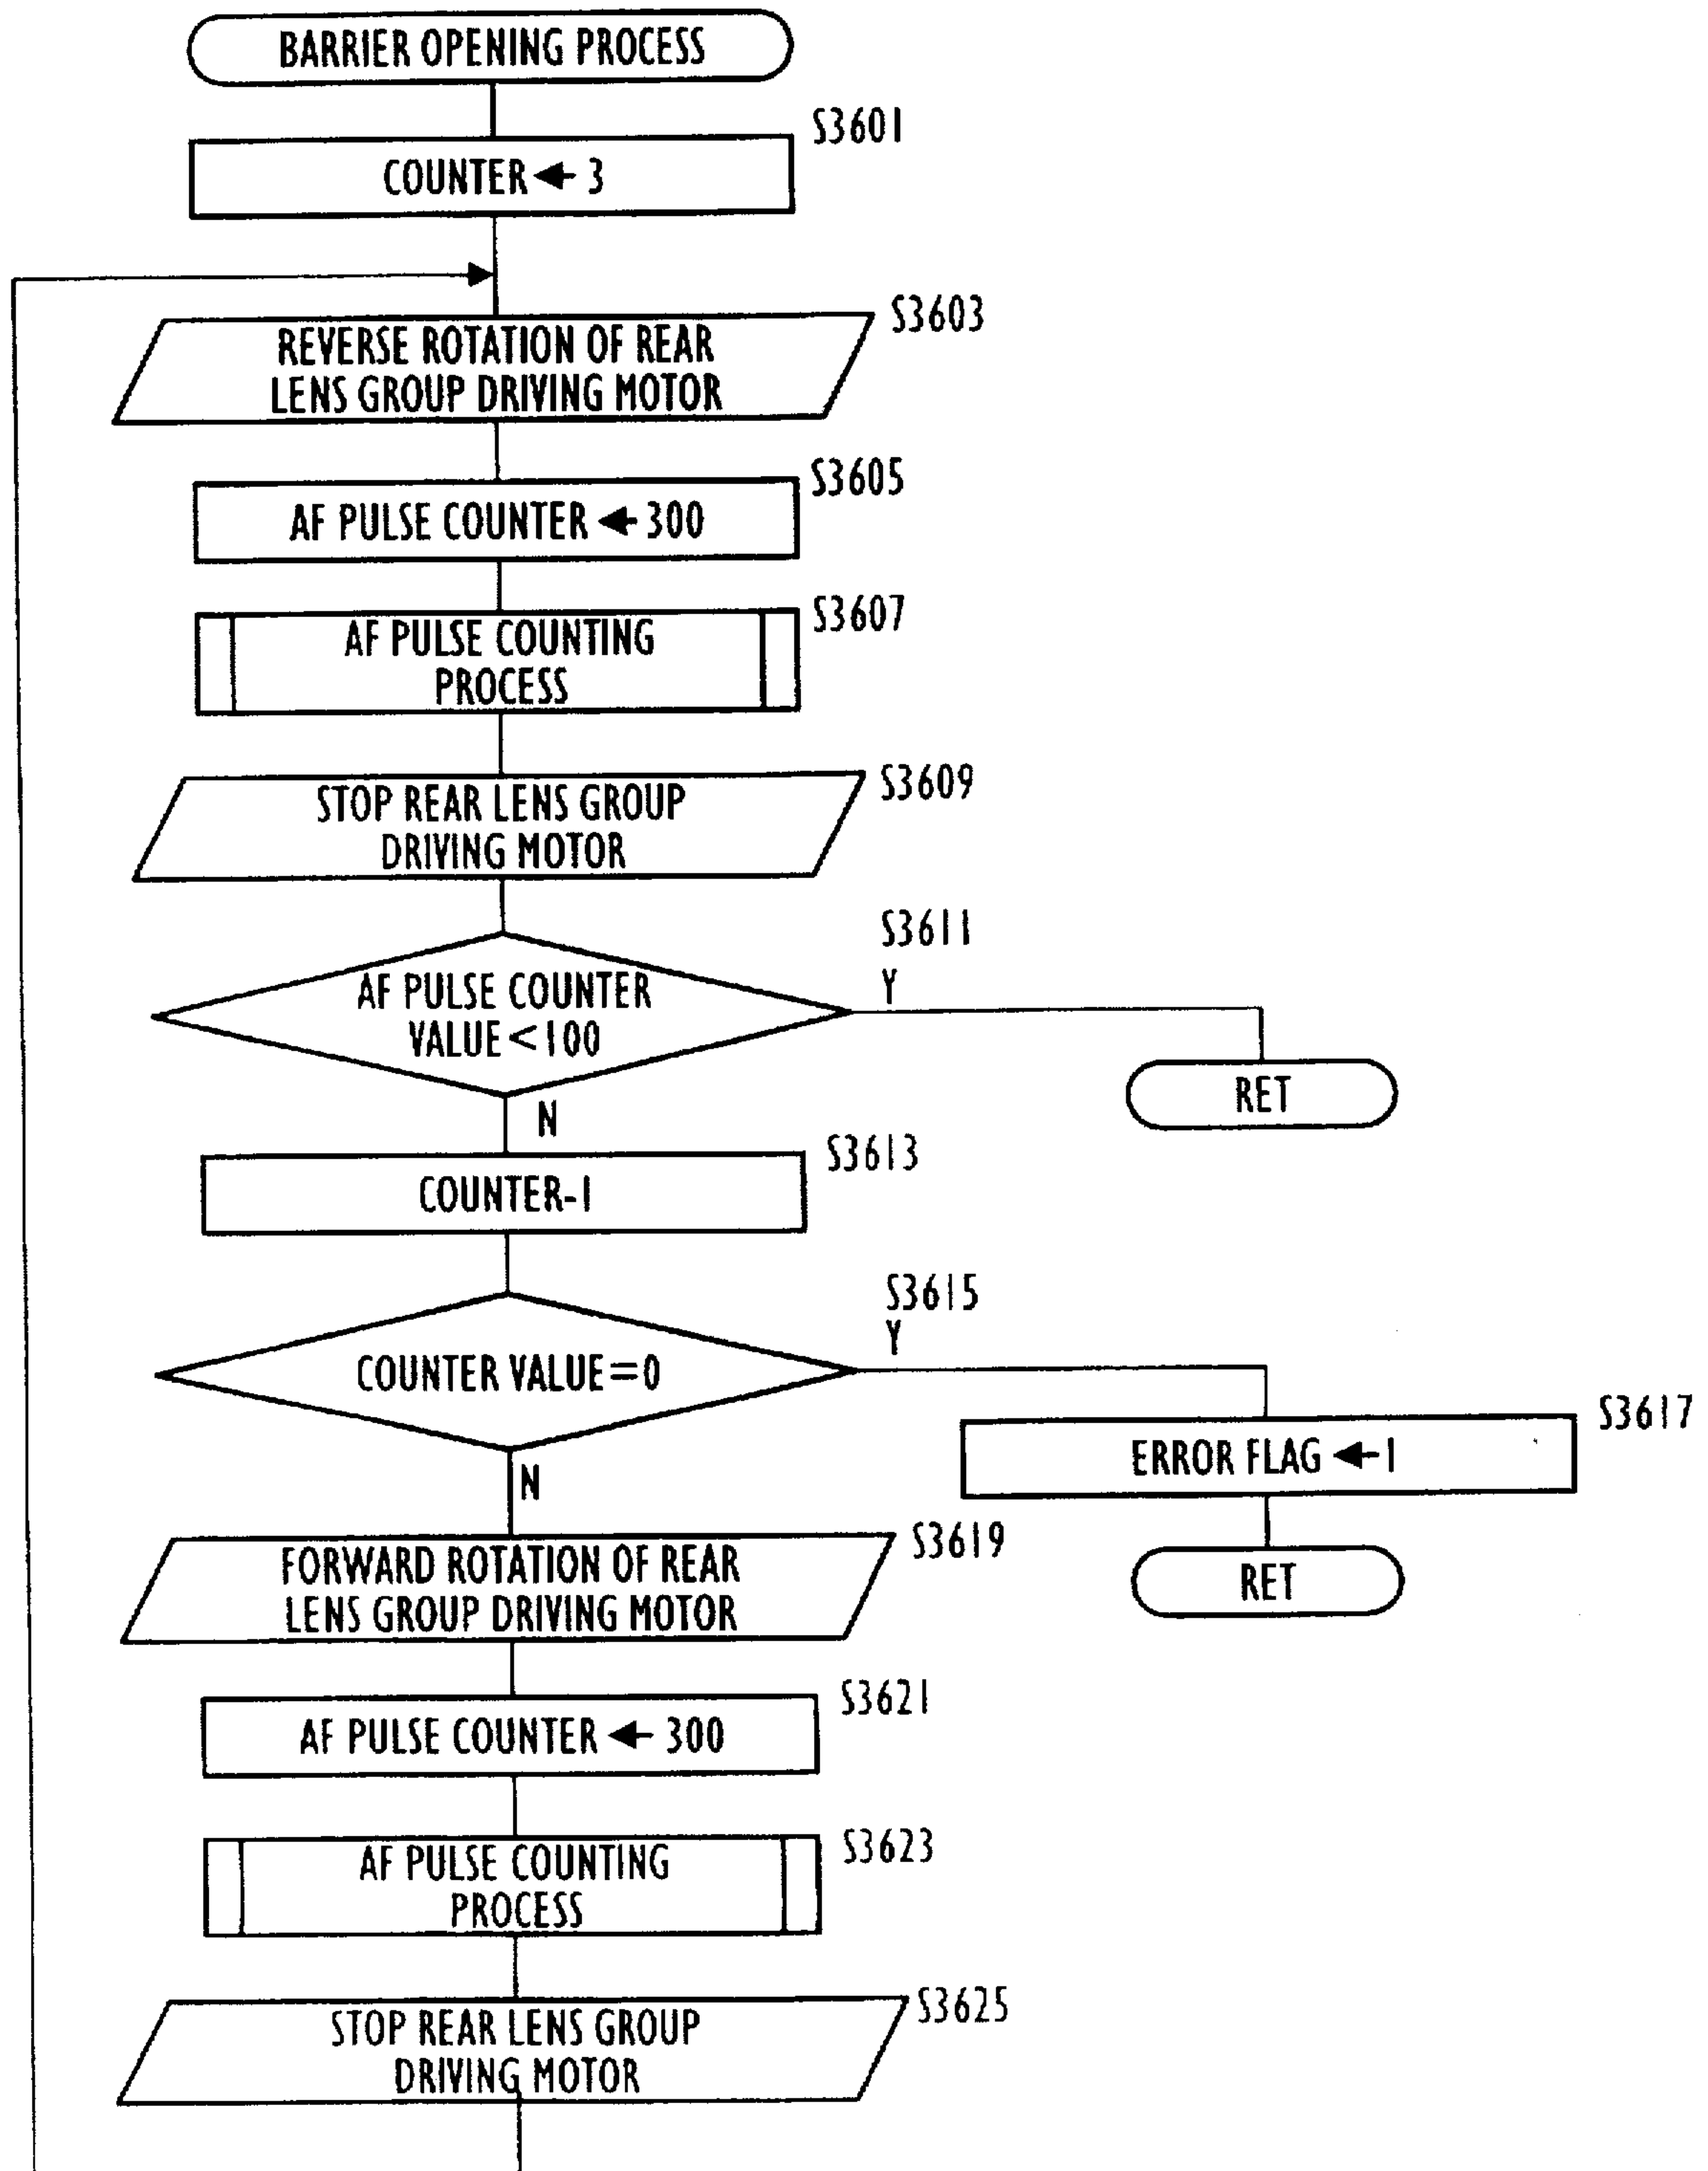 BARRIER OPENING PROCESS
S3601
COUNTER ← 3
S3603
REVERSE ROTATION OF REAR
LENS GROUP DRIVING MOTOR
S3605
AF PULSE COUNTER ← 300
S3607
AF PULSE COUNTING
PROCESS
S3609
STOP REAR LENS GROUP
DRIVING MOTOR
S3611
Y
AF PULSE COUNTER
VALUE<100
RET
N
S3613
COUNTER-1
S3615
Y
COUNTER VALUE=0
S3617
ERROR FLAG ←1
N
RET
S3619
FORWARD ROTATION OF REAR
LENS GROUP DRIVING MOTOR
S3621
AF PULSE COUNTER ← 300
S3623
AF PULSE COUNTING
PROCESS
S3625
STOP REAR LENS GROUP
DRIVING MOTOR